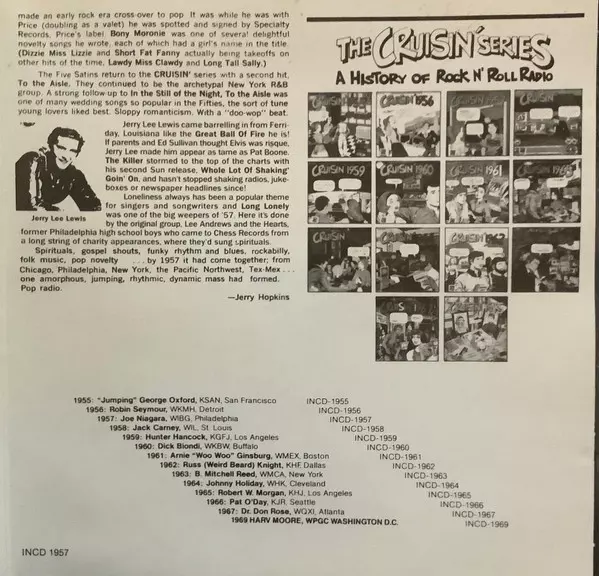 made an early rock era cross-over to pop. It was while he was with
Price (doubling as a valet) he was spotted and signed by Specialty
Records, Price's label. Bony Moronie was one of several delightful
novelty songs he wrote, each of which had a girl's name in the title.
(Dizzie Miss Lizzie and Short Fat Fanny actually being takeoffs on
other hits of the time, Lawdy Miss Clawdy and Long Tall Sally.)
The Five Satins return to the CRUISIN' series with a second hit,
To the Aisle. They continued to be the archetypal New York R&B
group. A strong follow-up to In the Still of the Night, To the Aisle was
one of many wedding songs so popular in the Fifties, the sort of tune
young lovers liked best. Sloppy romanticism. With a "doo-wop" beat.
Jerry Lee Lewis came barrelling in from Ferri-
day, Louisiana like the Great Ball Of Fire he is!
If parents and Ed Sullivan thought Elvis was risque,
Jerry Lee made him appear as tame as Pat Boone.
The Killer stormed to the top of the charts with
his second Sun release, Whole Lot Of Shaking'
Goin' On, and hasn't stopped shaking radios, juke-
boxes or newspaper headlines since!
Loneliness always has been a popular theme
for singers and songwriters and Long Lonely
was one of the big weepers of '57. Here it's done
by the original group, Lee Andrews and the Hearts,
former Philadelphia high school boys who came to Chess Records from
a long string of charity appearances, where they'd sung spirituals.
Spirituals, gospel shouts, funky rhythm and blues, rockabilly,
folk music, pop novelty . . . by 1957 it had come together; from
Chicago, Philadelphia, New York, the Pacific Northwest, Tex-Mex . . .
one amorphous, jumping, rhythmic, dynamic mass had formed.
Pop radio.
—Jerry Hopkins
Jerry Lee Lewis
THE CRUISIN' SERIES
A HISTORY OF ROCK N' ROLL RADIO
CRUISIN' 1956
CRUISIN' 1959
CRUISIN' 1960
CRUISIN' 1961
CRUISIN'
1955: "Jumping" George Oxford, KSAN, San Francisco INCD-1955
1956: Robin Seymour, WKMH, Detroit INCD-1956
1957: Joe Niagara, WIBG, Philadelphia INCD-1957
1958: Jack Carney, WIL, St. Louis INCD-1958
1959: Hunter Hancock, KGFJ, Los Angeles INCD-1959
1960: Dick Biondi, WKBW, Buffalo INCD-1960
1961: Arnie "Woo Woo" Ginsburg, WMEX, Boston INCD-1961
1962: Russ (Weird Beard) Knight, KHF, Dallas INCD-1962
1963: B. Mitchell Reed, WMCA, New York INCD-1963
1964: Johnny Holiday, WHK, Cleveland INCD-1964
1965: Robert W. Morgan, KHJ, Los Angeles INCD-1965
1966: Pat O'Day, KJR, Seattle INCD-1966
1967: Dr. Don Rose, WQXI, Atlanta INCD-1967
1969 HARV MOORE, WPGC WASHINGTON D.C. INCD-1969
INCD 1957